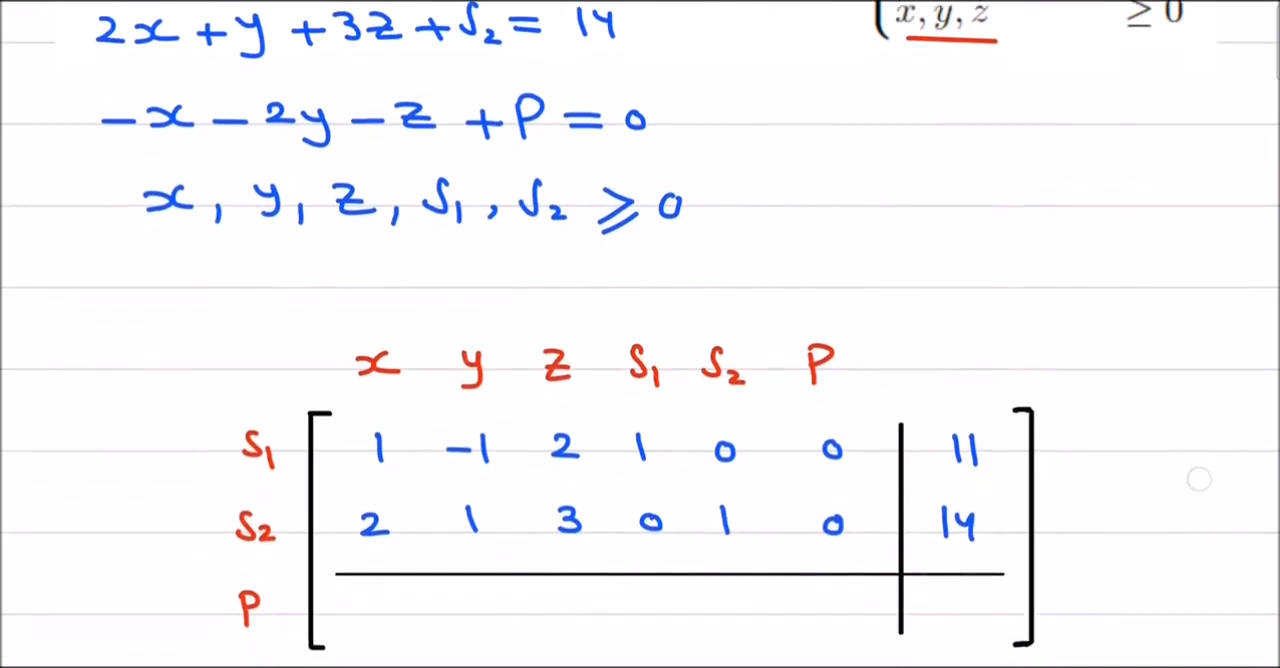 2x + y + 3z + S₂ = 14
x, y, z ≥ 0
-x - 2y - z + P = 0
x, y, z, S₁, S₂ ⩾ 0
x y z S₁ S₂ P
S₁ 1 -1 2 1 0 0 11
S₂ 2 1 3 0 1 0 14
P